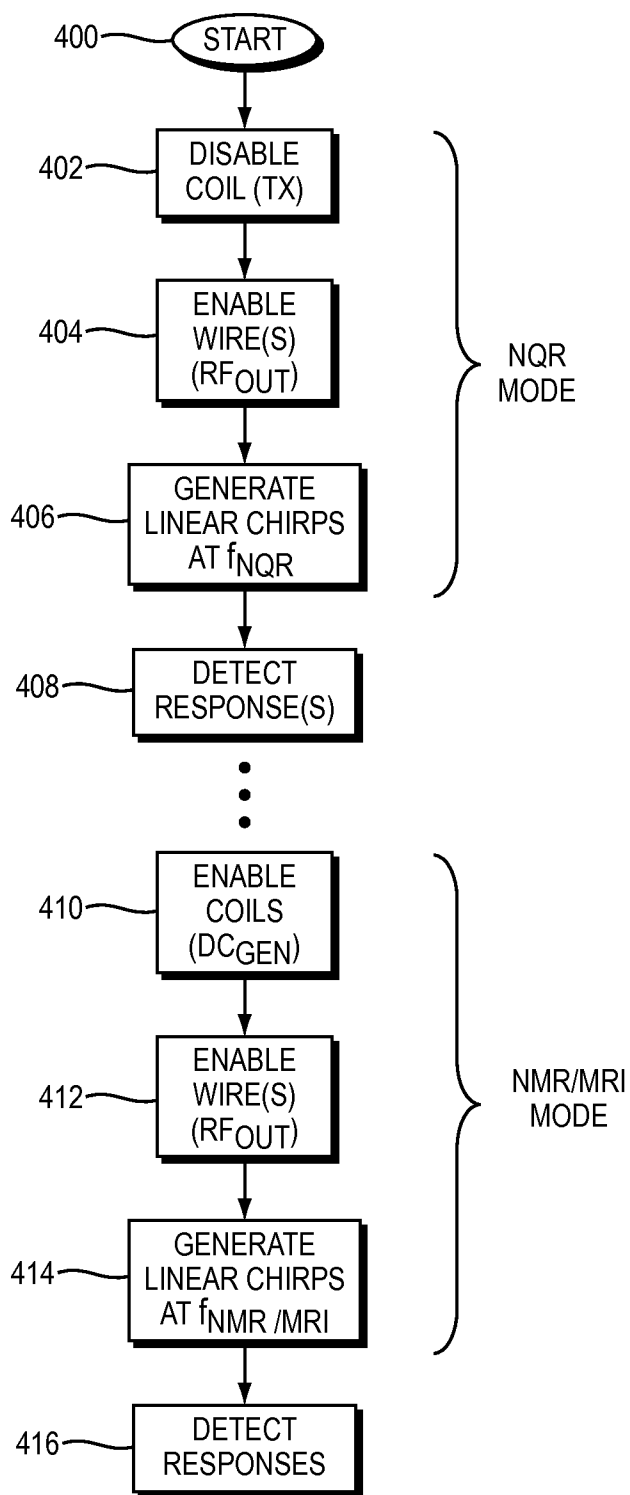 400
START
402
DISABLE
COIL (TX)
404
ENABLE
WIRE(S)
(RFOUT)
406
GENERATE
LINEAR CHIRPS
AT fNQR
NQR
MODE
408
DETECT
RESPONSE(S)
410
ENABLE
COILS
(DCGEN)
412
ENABLE
WIRE(S)
(RFOUT)
414
GENERATE
LINEAR CHIRPS
AT fNMR /MRI
NMR/MRI
MODE
416
DETECT
RESPONSES